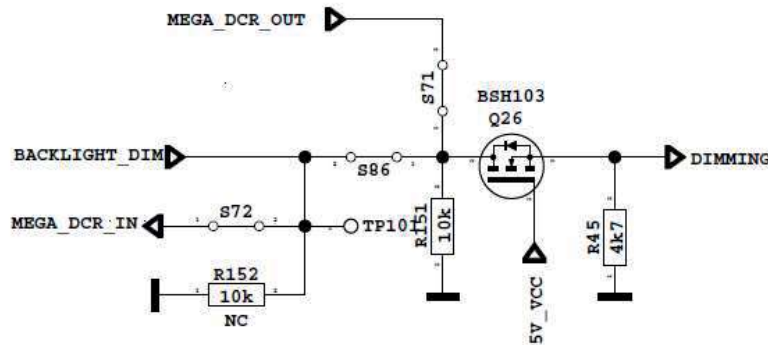 MEGA_DCR_OUT
S71
BSH103
Q26
BACKLIGHT_DIM
S86
DIMMING
MEGA_DCR_IN
S72
TP101
R151
10k
R45
4k7
R152
10k
NC
5V_VCC